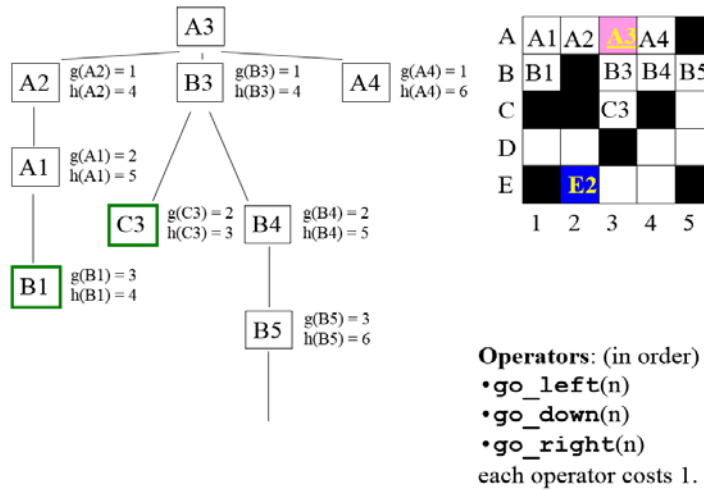 A3
A2
g(A2) = 1
h(A2) = 4
B3
g(B3) = 1
h(B3) = 4
A4
g(A4) = 1
h(A4) = 6
A1
g(A1) = 2
h(A1) = 5
C3
g(C3) = 2
h(C3) = 3
B4
g(B4) = 2
h(B4) = 5
B1
g(B1) = 3
h(B1) = 4
B5
g(B5) = 3
h(B5) = 6
A A1 A2 A3 A4
B B1 B3 B4 B5
C C3
D
E E2
1 2 3 4 5
Operators: (in order)
•go_left(n)
•go_down(n)
•go_right(n)
each operator costs 1.